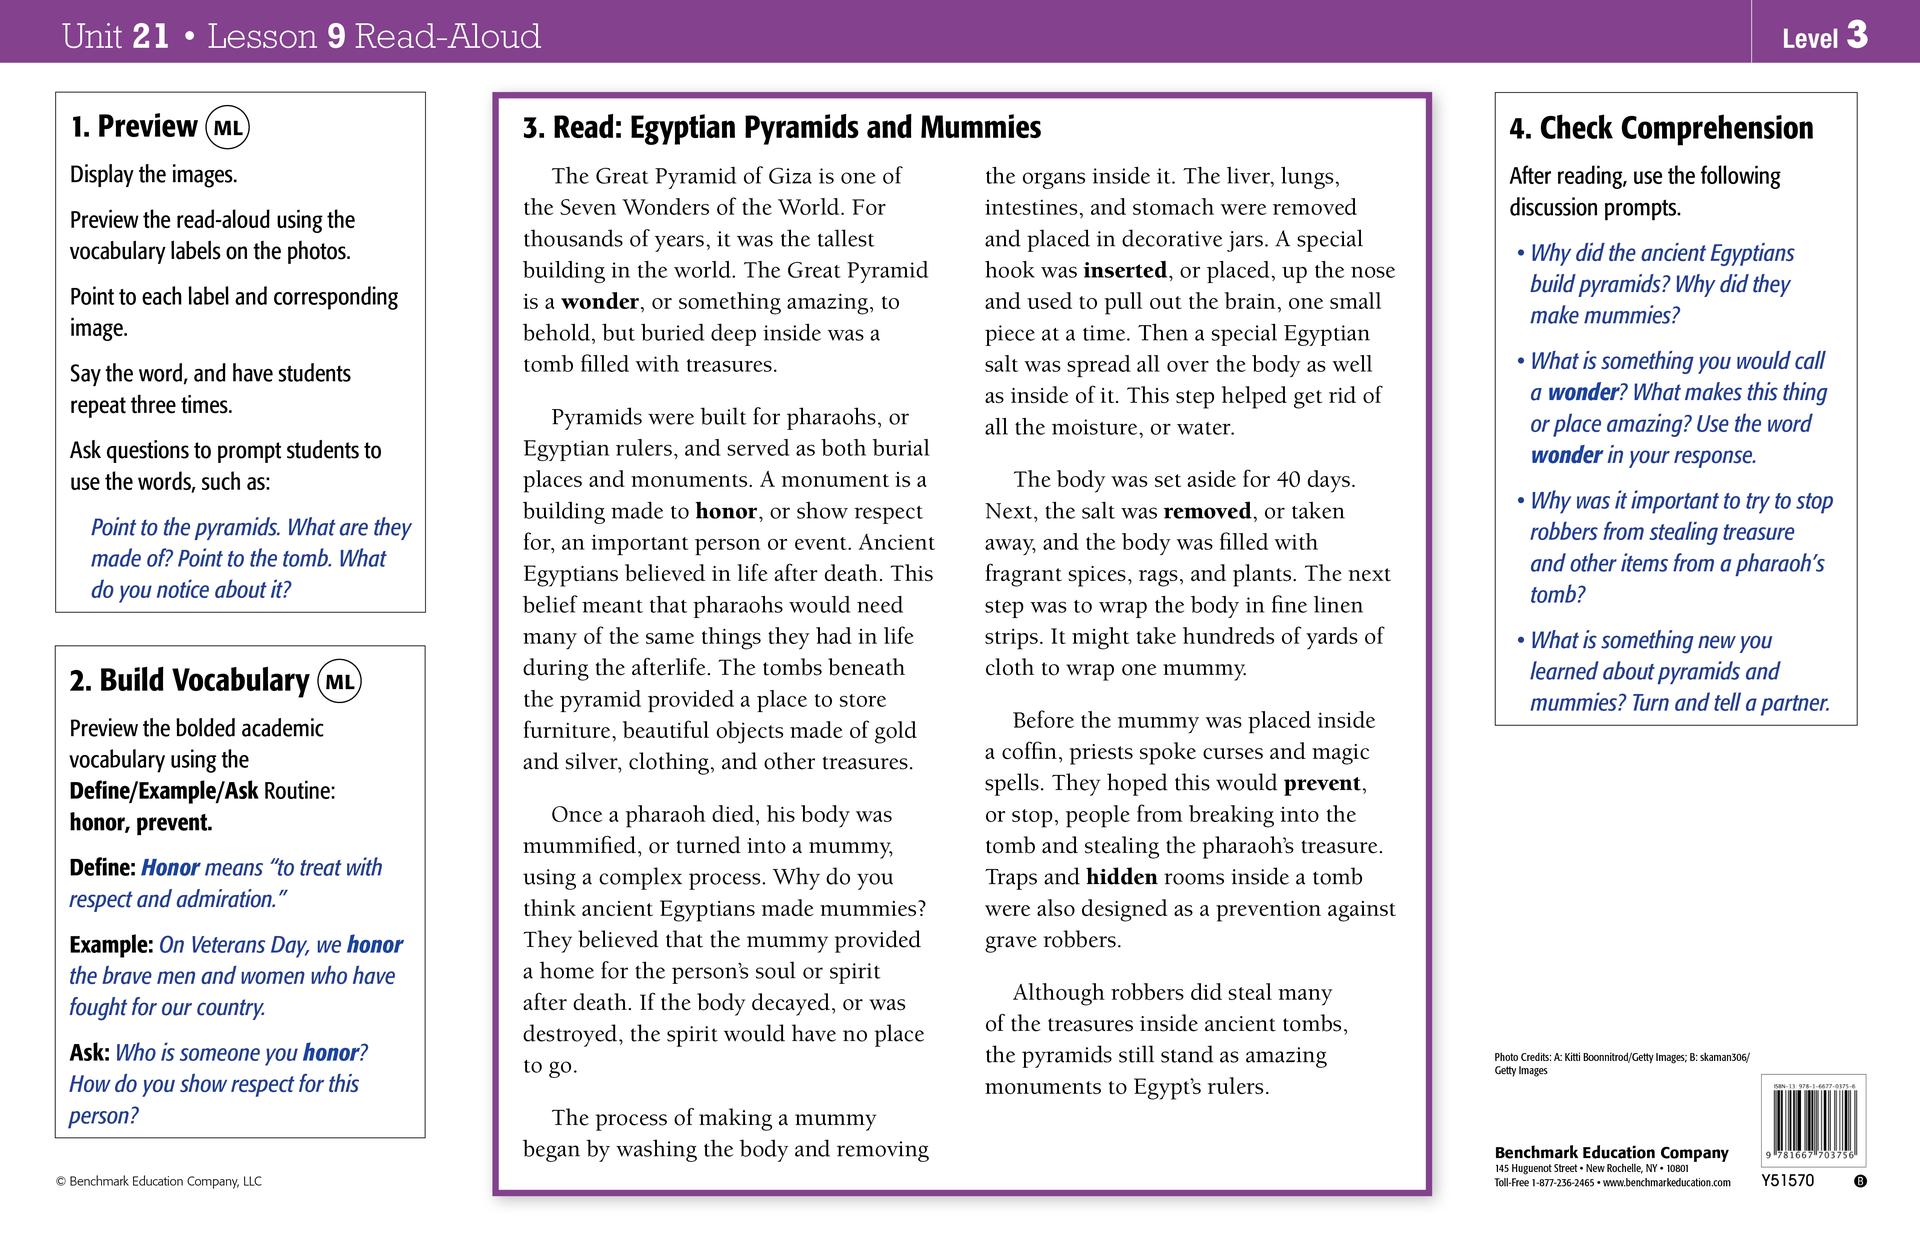 Unit 21 • Lesson 9 Read-Aloud
Level 3
1. Preview ML
Display the images.
Preview the read-aloud using the
vocabulary labels on the photos.
Point to each label and corresponding
image.
Say the word, and have students
repeat three times.
Ask questions to prompt students to
use the words, such as:
Point to the pyramids. What are they
made of? Point to the tomb. What
do you notice about it?
2. Build Vocabulary ML
Preview the bolded academic
vocabulary using the
Define/Example/Ask Routine:
honor, prevent.
Define: Honor means “to treat with
respect and admiration.”
Example: On Veterans Day, we honor
the brave men and women who have
fought for our country.
Ask: Who is someone you honor?
How do you show respect for this
person?
© Benchmark Education Company, LLC
3. Read: Egyptian Pyramids and Mummies
The Great Pyramid of Giza is one of
the Seven Wonders of the World. For
thousands of years, it was the tallest
building in the world. The Great Pyramid
is a wonder, or something amazing, to
behold, but buried deep inside was a
tomb filled with treasures.
Pyramids were built for pharaohs, or
Egyptian rulers, and served as both burial
places and monuments. A monument is a
building made to honor, or show respect
for, an important person or event. Ancient
Egyptians believed in life after death. This
belief meant that pharaohs would need
many of the same things they had in life
during the afterlife. The tombs beneath
the pyramid provided a place to store
furniture, beautiful objects made of gold
and silver, clothing, and other treasures.
Once a pharaoh died, his body was
mummified, or turned into a mummy,
using a complex process. Why do you
think ancient Egyptians made mummies?
They believed that the mummy provided
a home for the person’s soul or spirit
after death. If the body decayed, or was
destroyed, the spirit would have no place
to go.
The process of making a mummy
began by washing the body and removing
the organs inside it. The liver, lungs,
intestines, and stomach were removed
and placed in decorative jars. A special
hook was inserted, or placed, up the nose
and used to pull out the brain, one small
piece at a time. Then a special Egyptian
salt was spread all over the body as well
as inside of it. This step helped get rid of
all the moisture, or water.
The body was set aside for 40 days.
Next, the salt was removed, or taken
away, and the body was filled with
fragrant spices, rags, and plants. The next
step was to wrap the body in fine linen
strips. It might take hundreds of yards of
cloth to wrap one mummy.
Before the mummy was placed inside
a coffin, priests spoke curses and magic
spells. They hoped this would prevent,
or stop, people from breaking into the
tomb and stealing the pharaoh’s treasure.
Traps and hidden rooms inside a tomb
were also designed as a prevention against
grave robbers.
Although robbers did steal many
of the treasures inside ancient tombs,
the pyramids still stand as amazing
monuments to Egypt’s rulers.
4. Check Comprehension
After reading, use the following
discussion prompts.
• Why did the ancient Egyptians
build pyramids? Why did they
make mummies?
• What is something you would call
a wonder? What makes this thing
or place amazing? Use the word
wonder in your response.
• Why was it important to try to stop
robbers from stealing treasure
and other items from a pharaoh’s
tomb?
• What is something new you
learned about pyramids and
mummies? Turn and tell a partner.
Photo Credits: A: Kitti Boonnitrod/Getty Images; B: skaman306/
Getty Images
Benchmark Education Company
145 Huguenot Street • New Rochelle, NY • 10801
Toll-Free 1-877-236-2465 • www.benchmarkeducation.com
ISBN-13 978-1-6677-0375-6
9 781667 703756
Y51570
B